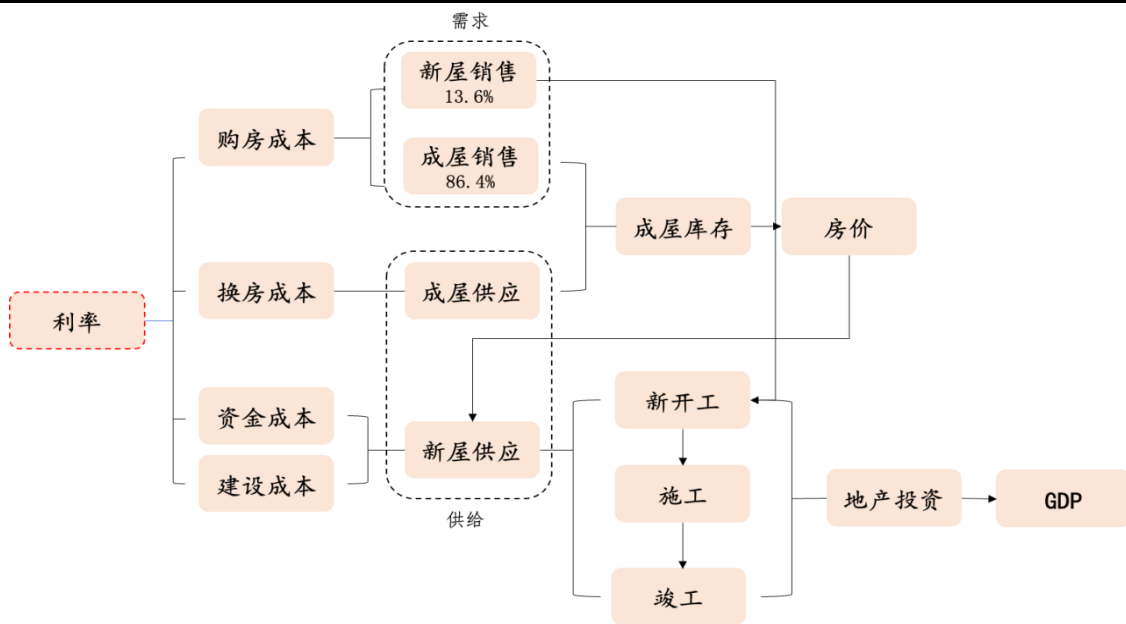 需求
新屋销售
13.6%
购房成本
成屋销售
86.4%
成屋库存
房价
换房成本
成屋供应
利率
资金成本
新开工
新屋供应
建设成本
施工
地产投资
GDP
供给
竣工